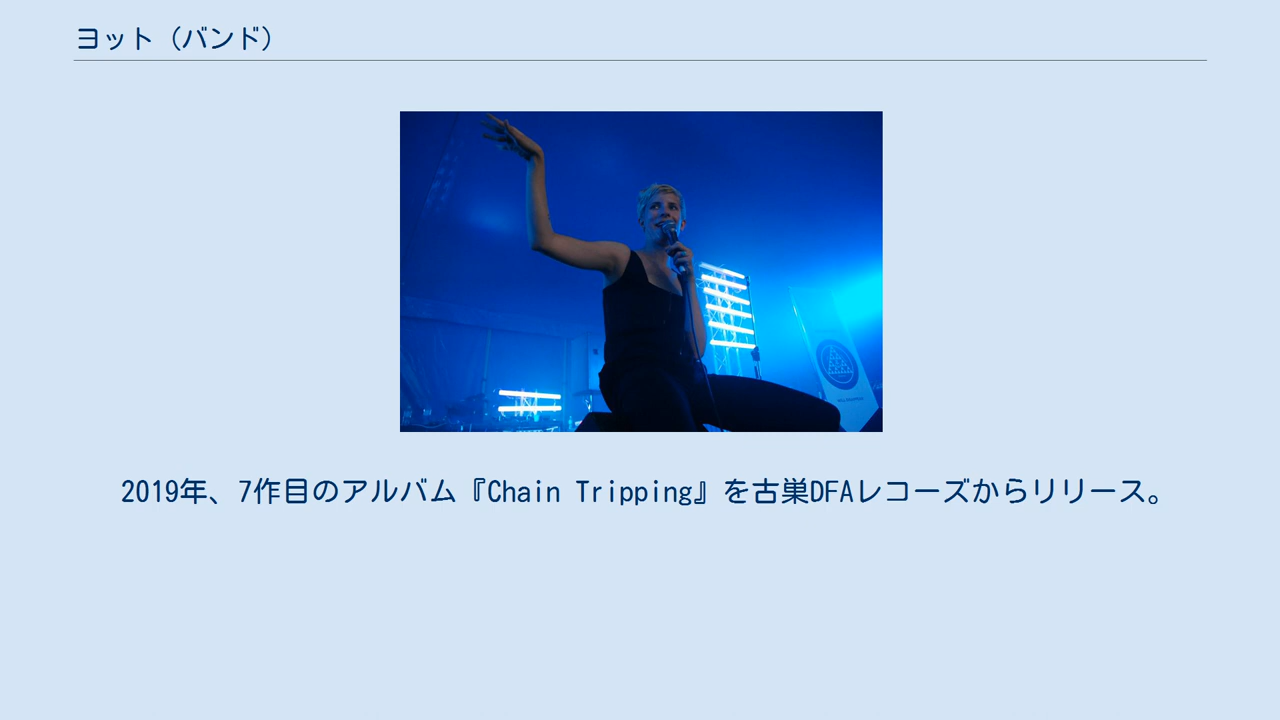 ヨット（バンド）
2019年、7作目のアルバム『Chain Tripping』を古巣DFAレコーズからリリース。